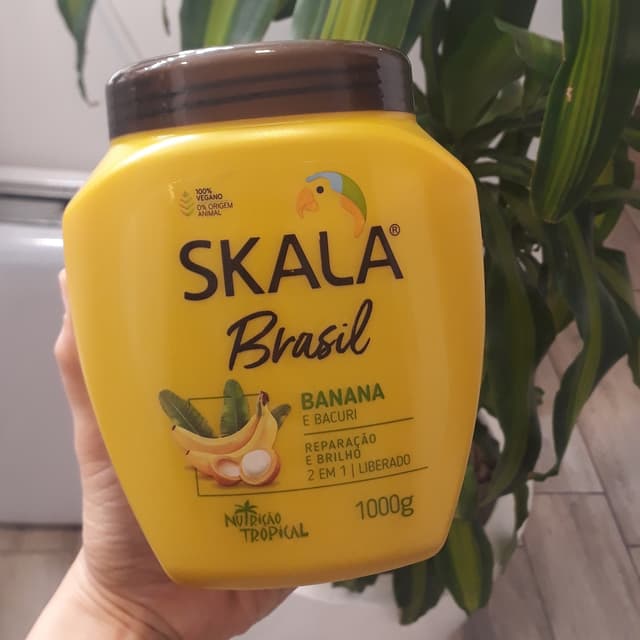 100%
VEGANO
0% ORIGEM
ANIMAL
SKALA®
Brasil
BANANA
E BACURI
REPARAÇÃO
E BRILHO
2 EM 1 | LIBERADO
NUTRIÇÃO
TROPICAL
1000g